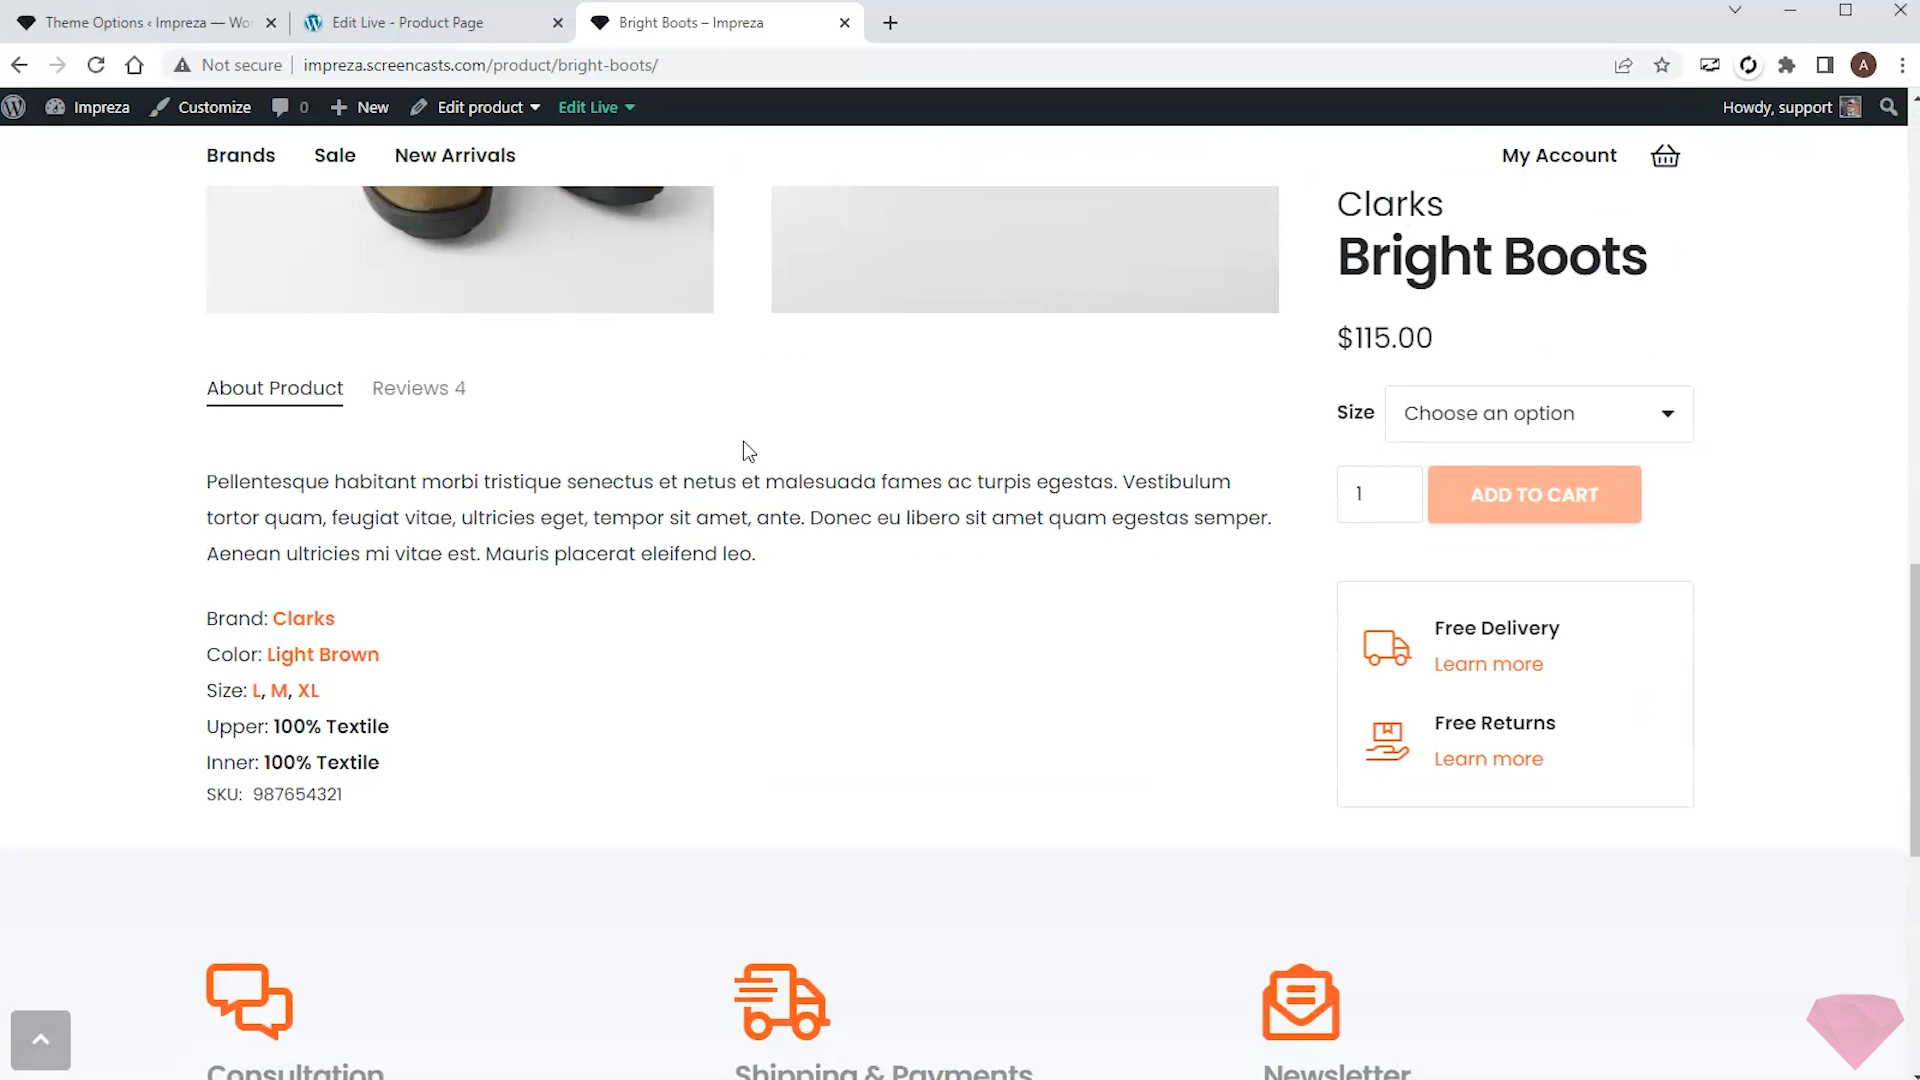 Theme Options ‹ Impreza — Wo
Edit Live - Product Page
Bright Boots – Impreza
Not secure
impreza.screencasts.com/product/bright-boots/
A
Impreza
Customize
0
New
Edit product
Edit Live
Howdy, support
Brands
Sale
New Arrivals
My Account
Clarks
Bright Boots
$115.00
About Product
Reviews 4
Size
Choose an option
1
ADD TO CART
Pellentesque habitant morbi tristique senectus et netus et malesuada fames ac turpis egestas. Vestibulum
tortor quam, feugiat vitae, ultricies eget, tempor sit amet, ante. Donec eu libero sit amet quam egestas semper.
Aenean ultricies mi vitae est. Mauris placerat eleifend leo.
Brand: Clarks
Color: Light Brown
Size: L, M, XL
Upper: 100% Textile
Inner: 100% Textile
SKU: 987654321
Free Delivery
Learn more
Free Returns
Learn more
Consultation
Shipping & Payments
Newsletter